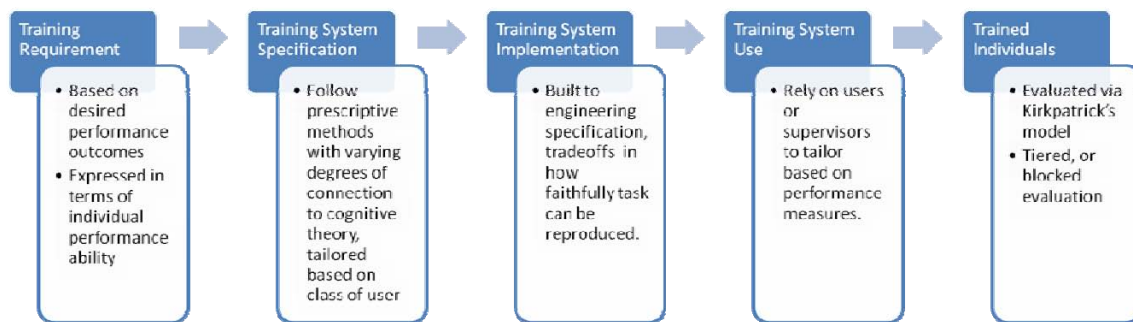 Training
Requirement
• Based on
desired
performance
outcomes
• Expressed in
terms of
individual
performance
ability
Training System
Specification
• Follow
prescriptive
methods
with varying
degrees of
connection
to cognitive
theory,
tailored
based on
class of user
Training System
Implementation
• Built to
engineering
specification,
tradeoffs in
how
faithfully task
can be
reproduced.
Training System
Use
• Rely on users
or
supervisors
to tailor
based on
performance
measures.
Trained
Individuals
• Evaluated via
Kirkpatrick's
model
• Tiered, or
blocked
evaluation